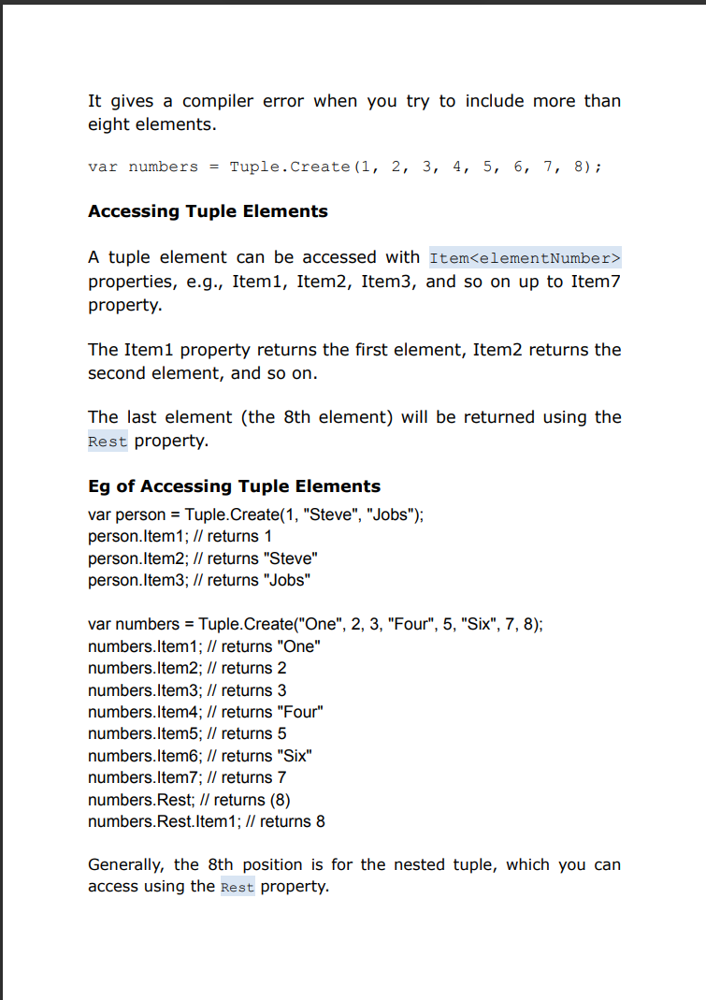 It gives a compiler error when you try to include more than
eight elements.
var numbers = Tuple.Create(1, 2, 3, 4, 5, 6, 7, 8);
Accessing Tuple Elements
A tuple element can be accessed with Item<elementNumber>
properties, e.g., Item1, Item2, Item3, and so on up to Item7
property.
The Item1 property returns the first element, Item2 returns the
second element, and so on.
The last element (the 8th element) will be returned using the
Rest property.
Eg of Accessing Tuple Elements
var person = Tuple.Create(1, "Steve", "Jobs");
person.Item1; // returns 1
person.Item2; // returns "Steve"
person.Item3; // returns "Jobs"
var numbers = Tuple.Create("One", 2, 3, "Four", 5, "Six", 7, 8);
numbers.Item1; // returns "One"
numbers.Item2; // returns 2
numbers.Item3; // returns 3
numbers.Item4; // returns "Four"
numbers.Item5; // returns 5
numbers.Item6; // returns "Six"
numbers.Item7; // returns 7
numbers.Rest; // returns (8)
numbers.Rest.Item1; // returns 8
Generally, the 8th position is for the nested tuple, which you can
access using the Rest property.